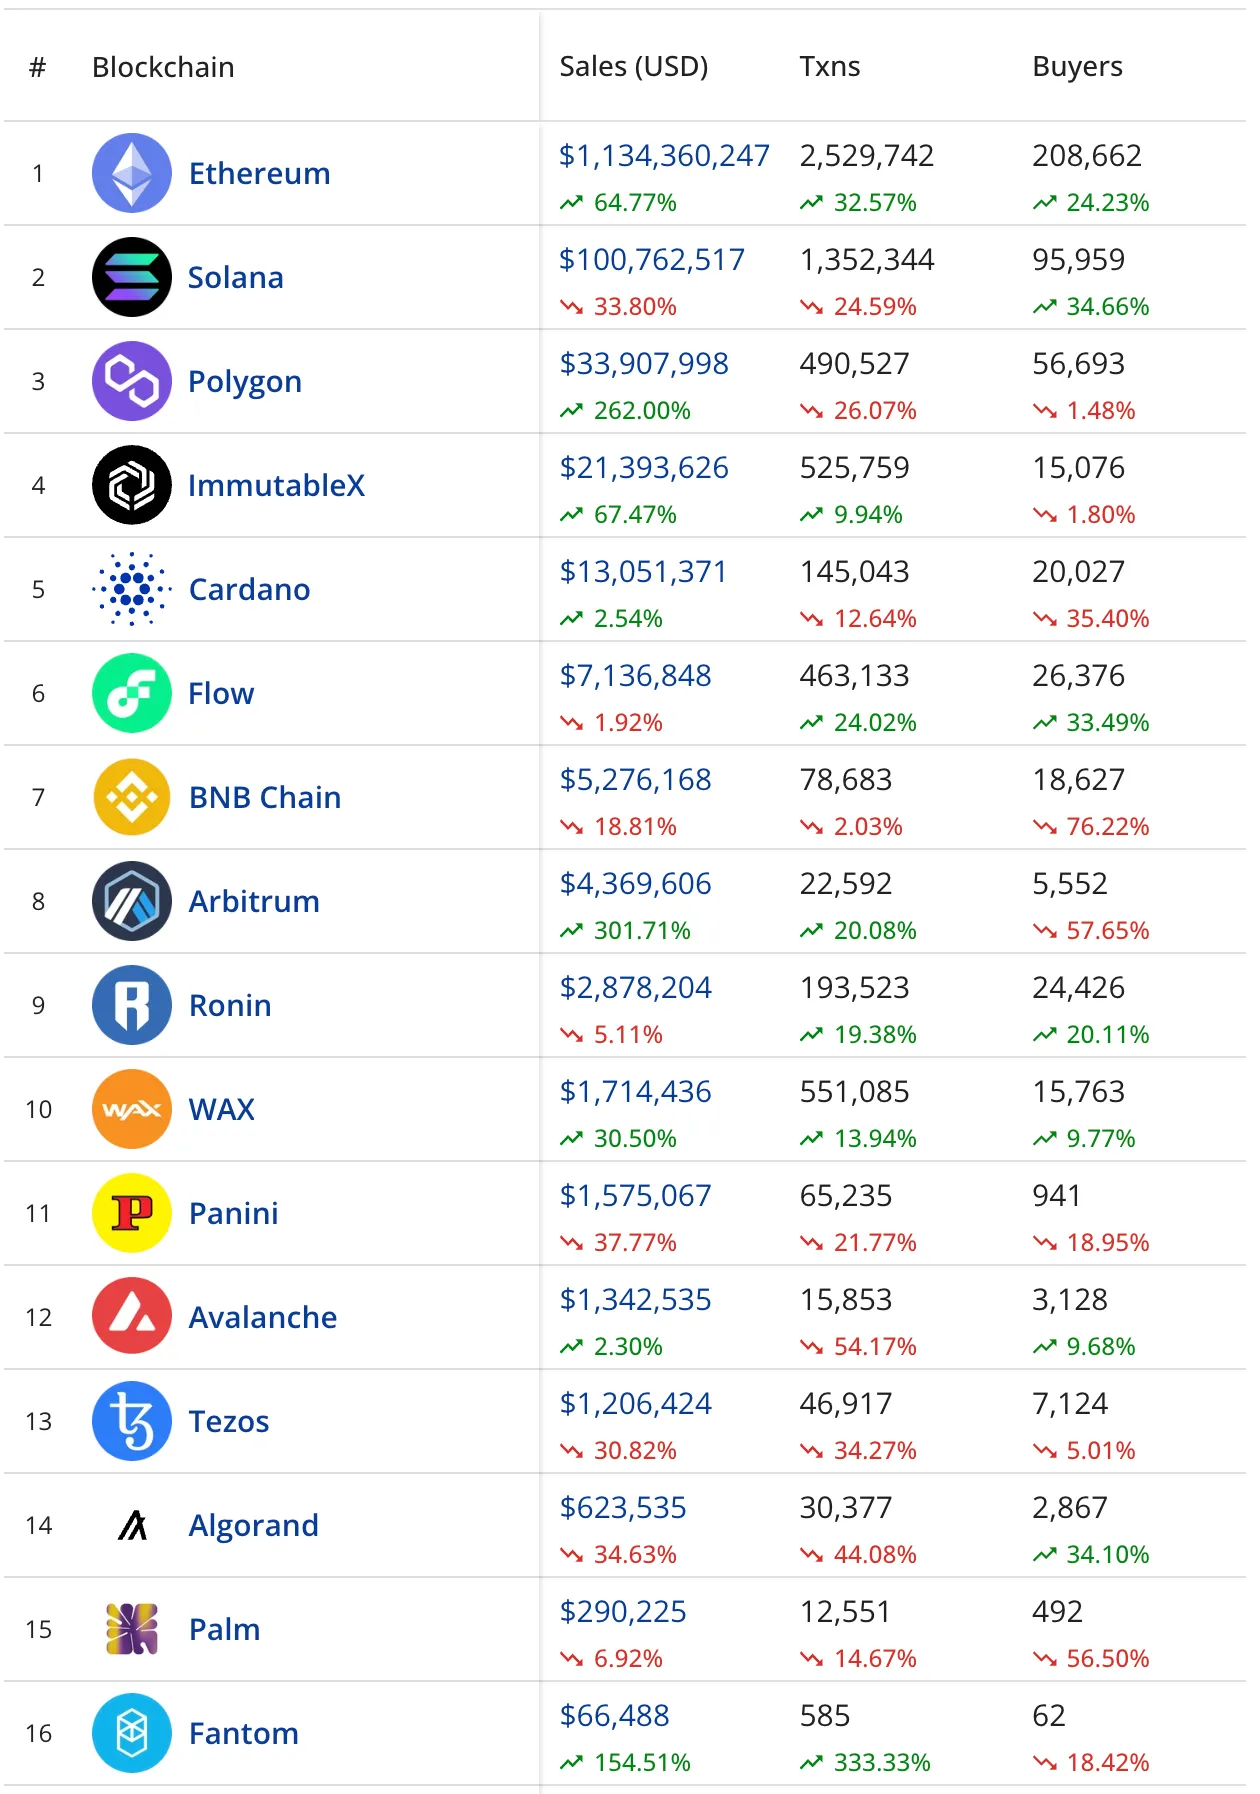 # Blockchain Sales (USD) Txns Buyers
1 Ethereum $1,134,360,247 2,529,742 208,662
64.77% 32.57% 24.23%
2 Solana $100,762,517 1,352,344 95,959
33.80% 24.59% 34.66%
3 Polygon $33,907,998 490,527 56,693
262.00% 26.07% 1.48%
4 ImmutableX $21,393,626 525,759 15,076
67.47% 9.94% 1.80%
5 Cardano $13,051,371 145,043 20,027
2.54% 12.64% 35.40%
6 Flow $7,136,848 463,133 26,376
1.92% 24.02% 33.49%
7 BNB Chain $5,276,168 78,683 18,627
18.81% 2.03% 76.22%
8 Arbitrum $4,369,606 22,592 5,552
301.71% 20.08% 57.65%
9 R Ronin $2,878,204 193,523 24,426
5.11% 19.38% 20.11%
10 WAX WAX $1,714,436 551,085 15,763
30.50% 13.94% 9.77%
11 P Panini $1,575,067 65,235 941
37.77% 21.77% 18.95%
12 Avalanche $1,342,535 15,853 3,128
2.30% 54.17% 9.68%
13 Tezos $1,206,424 46,917 7,124
30.82% 34.27% 5.01%
14 Algorand $623,535 30,377 2,867
34.63% 44.08% 34.10%
15 Palm $290,225 12,551 492
6.92% 14.67% 56.50%
16 Fantom $66,488 585 62
154.51% 333.33% 18.42%